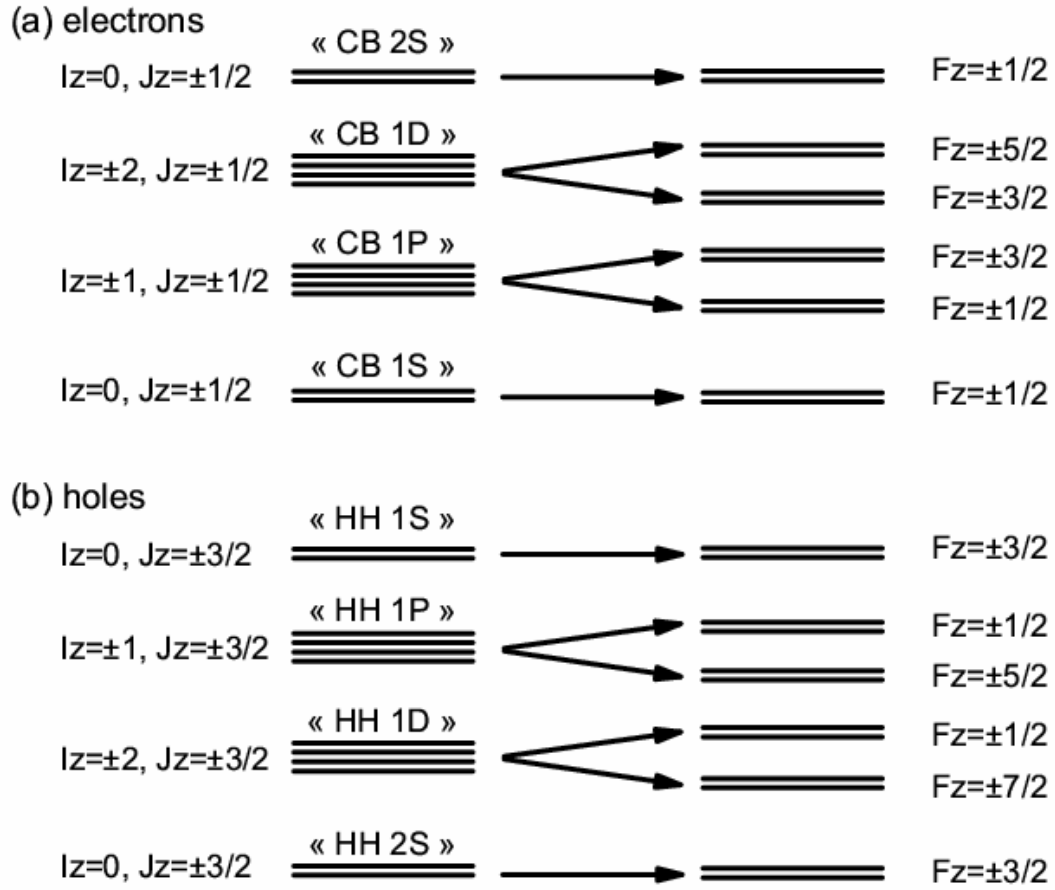 (a) electrons
« CB 2S »
Iz=0, Jz=±1/2
Fz=±1/2
« CB 1D »
Iz=±2, Jz=±1/2
Fz=±5/2
Fz=±3/2
« CB 1P »
Iz=±1, Jz=±1/2
Fz=±3/2
Fz=±1/2
« CB 1S »
Iz=0, Jz=±1/2
Fz=±1/2
(b) holes
« HH 1S »
Iz=0, Jz=±3/2
Fz=±3/2
« HH 1P »
Iz=±1, Jz=±3/2
Fz=±1/2
Fz=±5/2
« HH 1D »
Iz=±2, Jz=±3/2
Fz=±1/2
Fz=±7/2
« HH 2S »
Iz=0, Jz=±3/2
Fz=±3/2